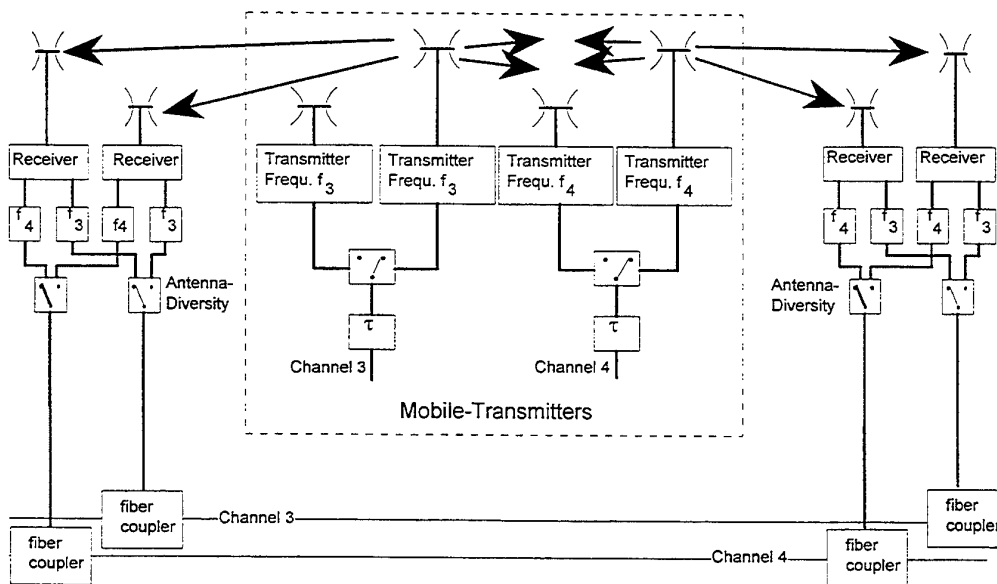 Receiver
Receiver
Transmitter
Frequ. f3
Transmitter
Frequ. f3
Transmitter
Frequ. f4
Transmitter
Frequ. f4
Receiver
Receiver
f4
f3
f4
f3
f4
f3
f4
f3
Antenna-
Diversity
Antenna-
Diversity
τ
τ
Channel 3
Channel 4
Mobile-Transmitters
fiber
coupler
fiber
coupler
Channel 3
fiber
coupler
fiber
coupler
Channel 4